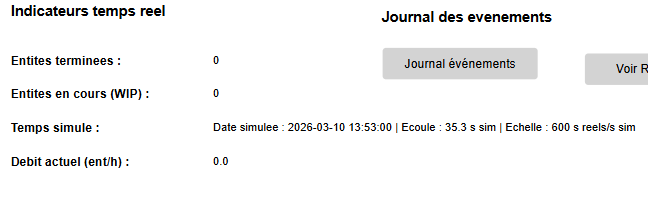 Indicateurs temps reel
Journal des evenements
Entites terminees :
0
Journal événements
Voir R
Entites en cours (WIP) :
0
Temps simule :
Date simulee : 2026-03-10 13:53:00 | Ecoule : 35.3 s sim | Echelle : 600 s reels/s sim
Debit actuel (ent/h) :
0.0